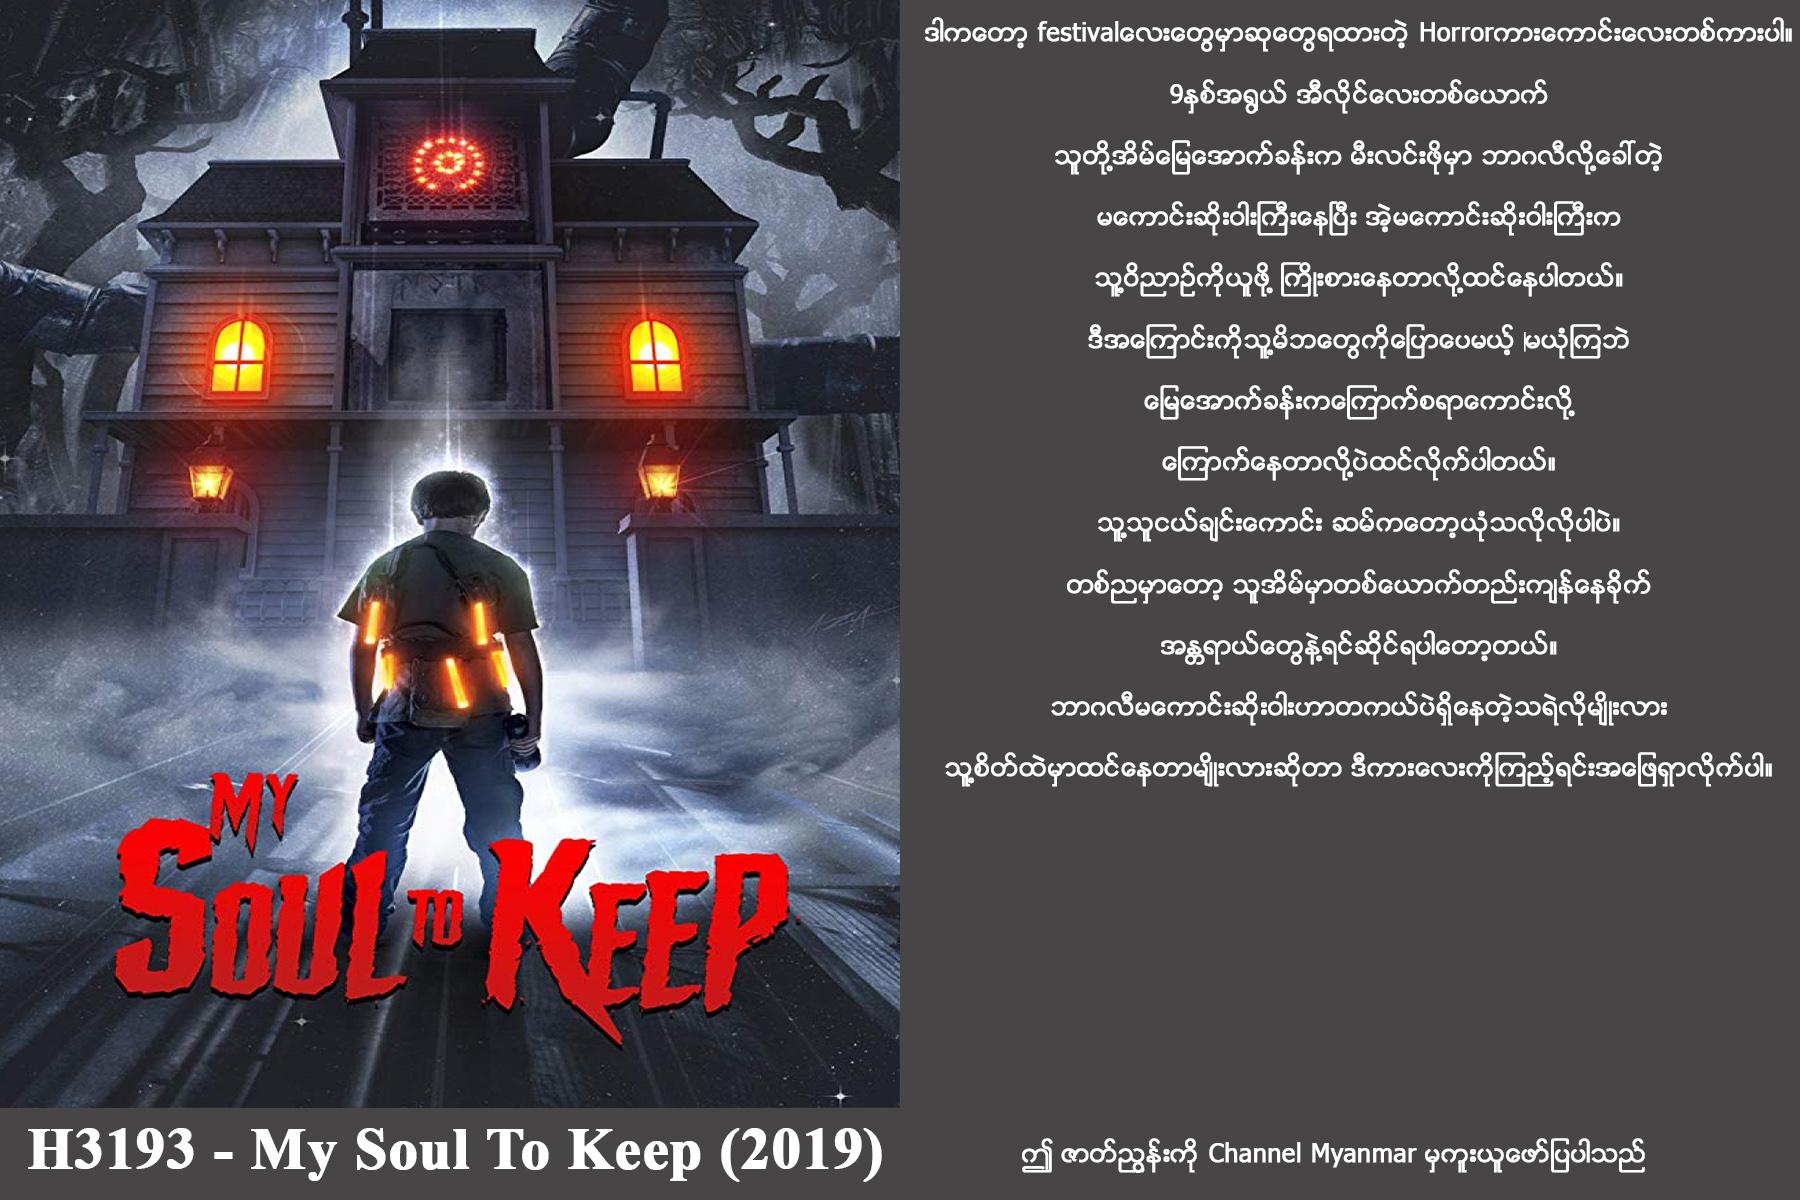 MY
SOUL TO KEEP
H3193 - My Soul To Keep (2019)
ဒါကတော့ festivalလေးတွေမှာဆုတွေရထားတဲ့ Horrorကားကောင်းလေးတစ်ကားပါ။
9နှစ်အရွယ် အီလိုင်လေးတစ်ယောက်
သူတို့အိမ်မြေအောက်ခန်းက မီးလင်းဖိုမှာ ဘာဂလီလို့ခေါ်တဲ့
မကောင်းဆိုးဝါးကြီးနေပြီး အဲ့မကောင်းဆိုးဝါးကြီးက
သူ့ဝိညာဉ်ကိုယူဖို့ ကြိုးစားနေတာလို့ထင်နေပါတယ်။
ဒီအကြောင်းကိုသူ့မိဘတွေကိုပြောပေမယ့် မယုံကြဘဲ
မြေအောက်ခန်းကကြောက်စရာကောင်းလို့
ကြောက်နေတာလို့ပဲထင်လိုက်ပါတယ်။
သူ့သူငယ်ချင်းကောင်း ဆမ်ကတော့ယုံသလိုလိုပါပဲ။
တစ်ညမှာတော့ သူအိမ်မှာတစ်ယောက်တည်းကျန်နေခိုက်
အန္တရာယ်တွေနဲ့ရင်ဆိုင်ရပါတော့တယ်။
ဘာဂလီမကောင်းဆိုးဝါးဟာတကယ်ပဲရှိနေတဲ့သရဲလိုမျိုးလား
သူ့စိတ်ထဲမှာထင်နေတာမျိုးလားဆိုတာ ဒီကားလေးကိုကြည့်ရင်းအဖြေရှာလိုက်ပါ။
ဤ ဇာတ်ညွှန်းကို Channel Myanmar မှကူးယူဖော်ပြပါသည်